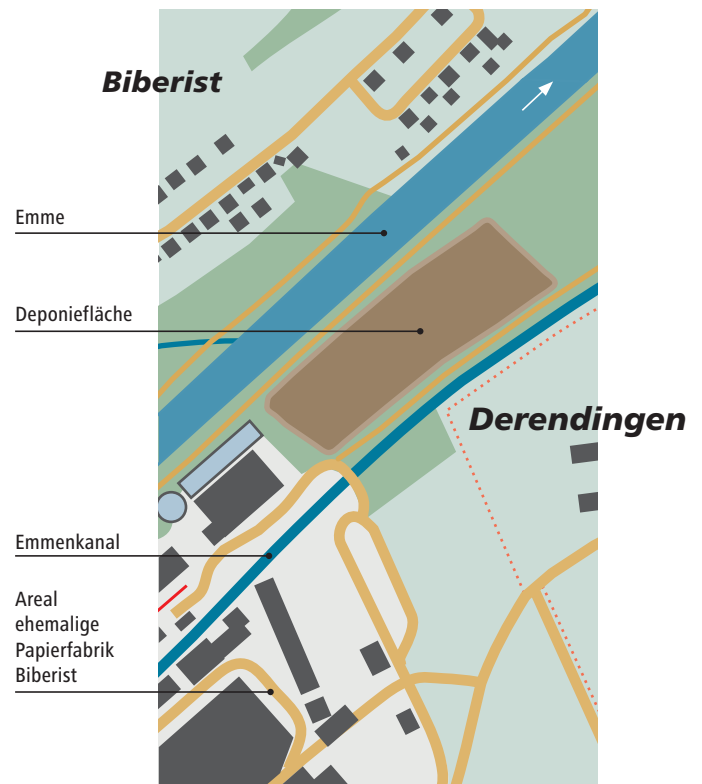 Biberist
Emme
Deponiefläche
Derendingen
Emmenkanal
Areal
ehemalige
Papierfabrik
Biberist